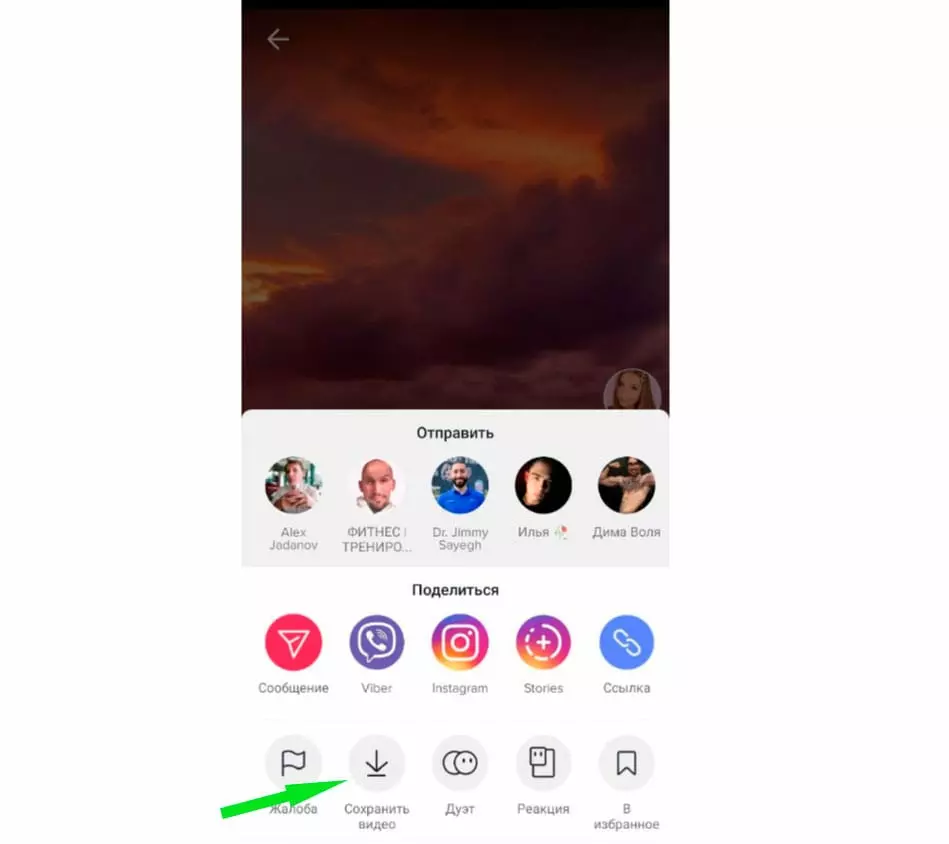 Отправить
Alex
Jadanov
ФИТНЕС |
ТРЕНИРО...
Dr. Jimmy
Sayegh
Илья 🥀
Дима Воля
Поделиться
Сообщение
Viber
Instagram
Stories
Ссылка
Жалоба
Сохранить
видео
Дуэт
Реакция
В
избранное